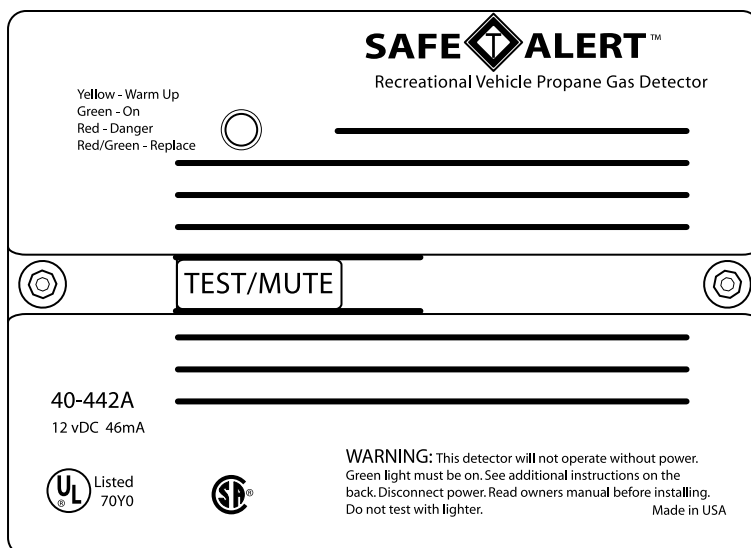 SAFE T ALERT™
Recreational Vehicle Propane Gas Detector
Yellow - Warm Up
Green - On
Red - Danger
Red/Green - Replace
TEST/MUTE
40-442A
12 vDC 46mA
UL® Listed
70Y0
SA®
WARNING: This detector will not operate without power.
Green light must be on. See additional instructions on the
back. Disconnect power. Read owners manual before installing.
Do not test with lighter. Made in USA